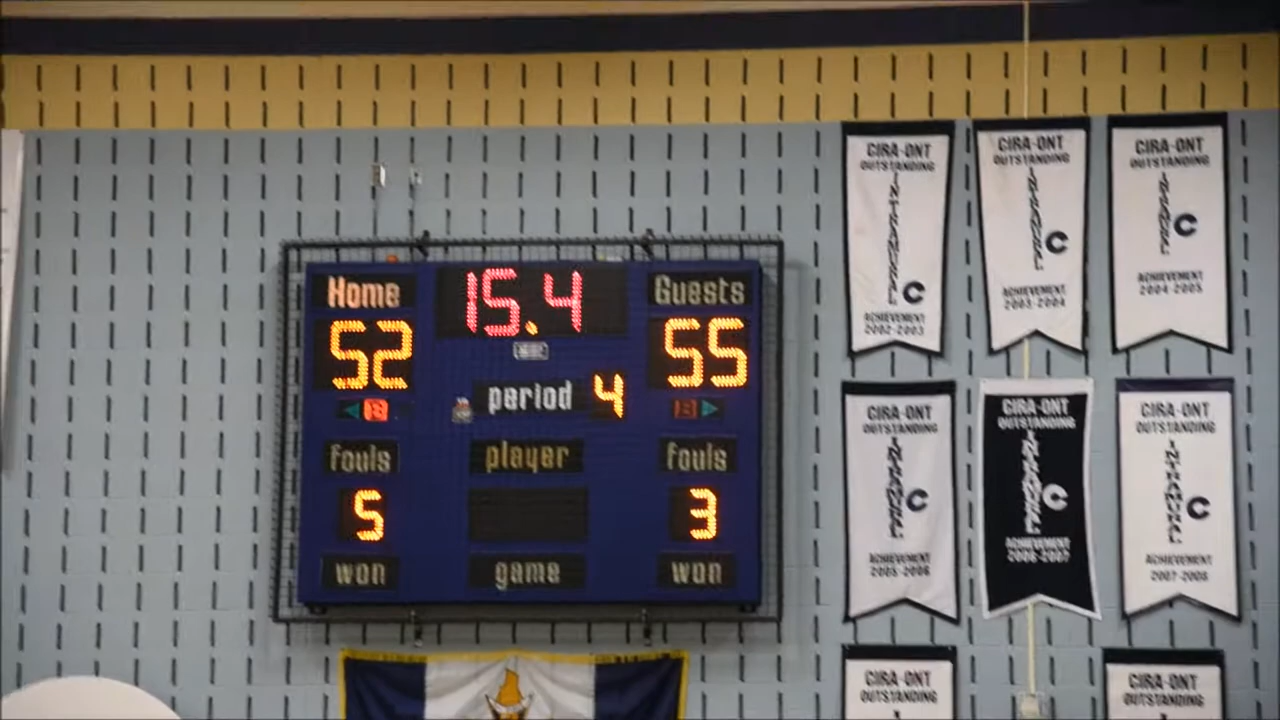 Home
15.4
Guests
52
55
period 4
B
B
fouls
player
fouls
5
3
won
game
won
CIRA-ONT
OUTSTANDING
INTRAMURAL
C
ACHIEVEMENT
2002-2003
CIRA-ONT
OUTSTANDING
INTRAMURAL
C
ACHIEVEMENT
2003-2004
CIRA-ONT
OUTSTANDING
INTRAMURAL
C
ACHIEVEMENT
2004-2005
CIRA-ONT
OUTSTANDING
INTRAMURAL
C
ACHIEVEMENT
2005-2006
CIRA-ONT
OUTSTANDING
INTRAMURAL
C
ACHIEVEMENT
2006-2007
CIRA-ONT
OUTSTANDING
INTRAMURAL
C
ACHIEVEMENT
2007-2008
CIRA-ONT
OUTSTANDING
CIRA-ONT
OUTSTANDING